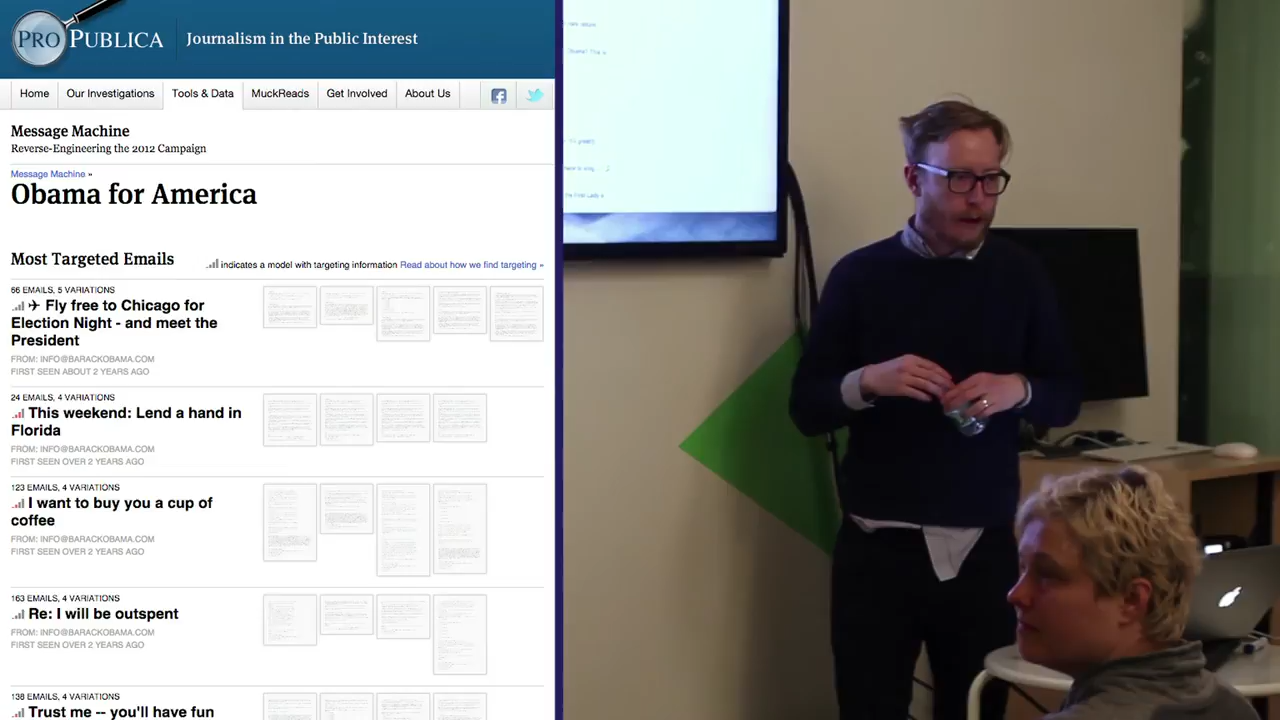 PROPUBLICA
Journalism in the Public Interest
Home Our Investigations Tools & Data MuckReads Get Involved About Us
Message Machine
Reverse-Engineering the 2012 Campaign
Message Machine »
Obama for America
Most Targeted Emails
indicates a model with targeting information Read about how we find targeting »
66 EMAILS, 5 VARIATIONS
✈ Fly free to Chicago for
Election Night - and meet the
President
FROM: INFO@BARACKOBAMA.COM
FIRST SEEN ABOUT 2 YEARS AGO
24 EMAILS, 4 VARIATIONS
This weekend: Lend a hand in
Florida
FROM: INFO@BARACKOBAMA.COM
FIRST SEEN OVER 2 YEARS AGO
123 EMAILS, 4 VARIATIONS
I want to buy you a cup of
coffee
FROM: INFO@BARACKOBAMA.COM
FIRST SEEN OVER 2 YEARS AGO
163 EMAILS, 4 VARIATIONS
Re: I will be outspent
FROM: INFO@BARACKOBAMA.COM
FIRST SEEN OVER 2 YEARS AGO
138 EMAILS, 4 VARIATIONS
Trust me -- you'll have fun